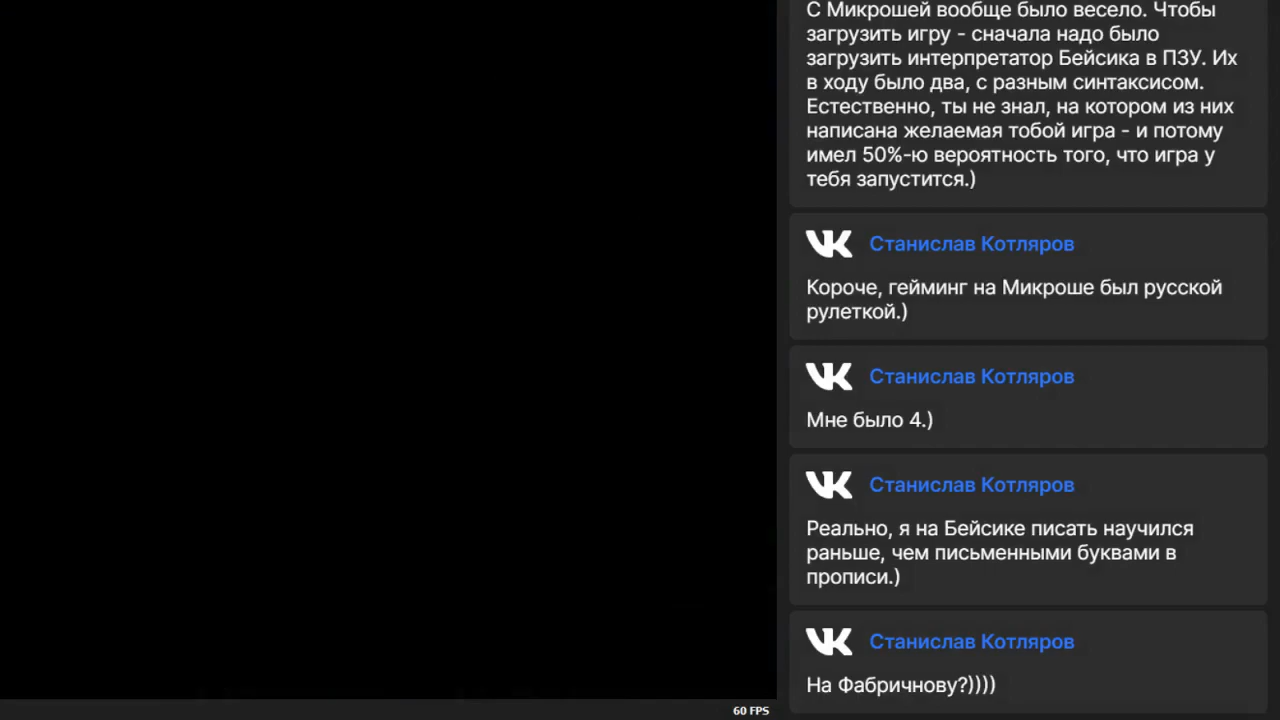 С Микрошей вообще было весело. Чтобы
загрузить игру - сначала надо было
загрузить интерпретатор Бейсика в ПЗУ. Их
в ходу было два, с разным синтаксисом.
Естественно, ты не знал, на котором из них
написана желаемая тобой игра - и потому
имел 50%-ю вероятность того, что игра у
тебя запустится.)
Станислав Котляров
Короче, гейминг на Микроше был русской
рулеткой.)
Станислав Котляров
Мне было 4.)
Станислав Котляров
Реально, я на Бейсике писать научился
раньше, чем письменными буквами в
прописи.)
Станислав Котляров
На Фабричнову?))))
60 FPS